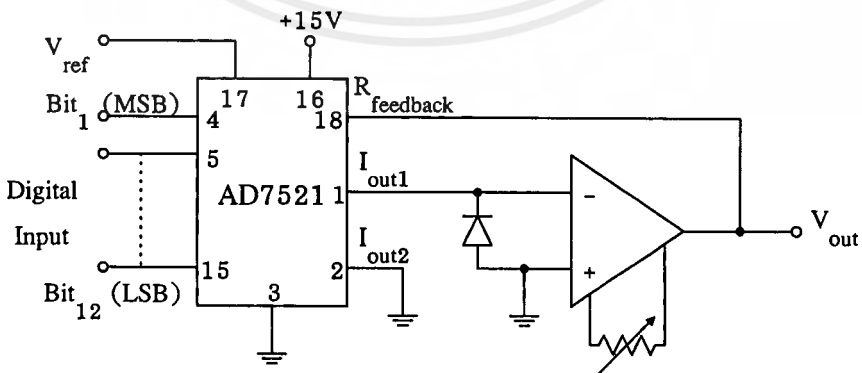 +15V
V ref
17
16
R feedback
Bit 1 (MSB)
4
18
5
I out1
Digital
AD7521
1
V out
Input
I out2
15
2
Bit 12 (LSB)
3
−
+